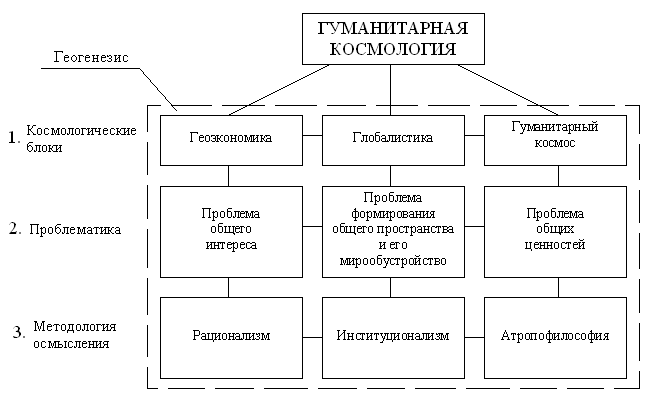 ГУМАНИТАРНАЯ
КОСМОЛОГИЯ
Геогенезис
1. Космологические
блоки
Геоэкономика
Глобалистика
Гуманитарный
космос
2. Проблематика
Проблема
общего
интереса
Проблема
формирования
общего пространства
и его
мирообустройство
Проблема
общих
ценностей
3. Методология
осмысления
Рационализм
Институционализм
Атропофилософия